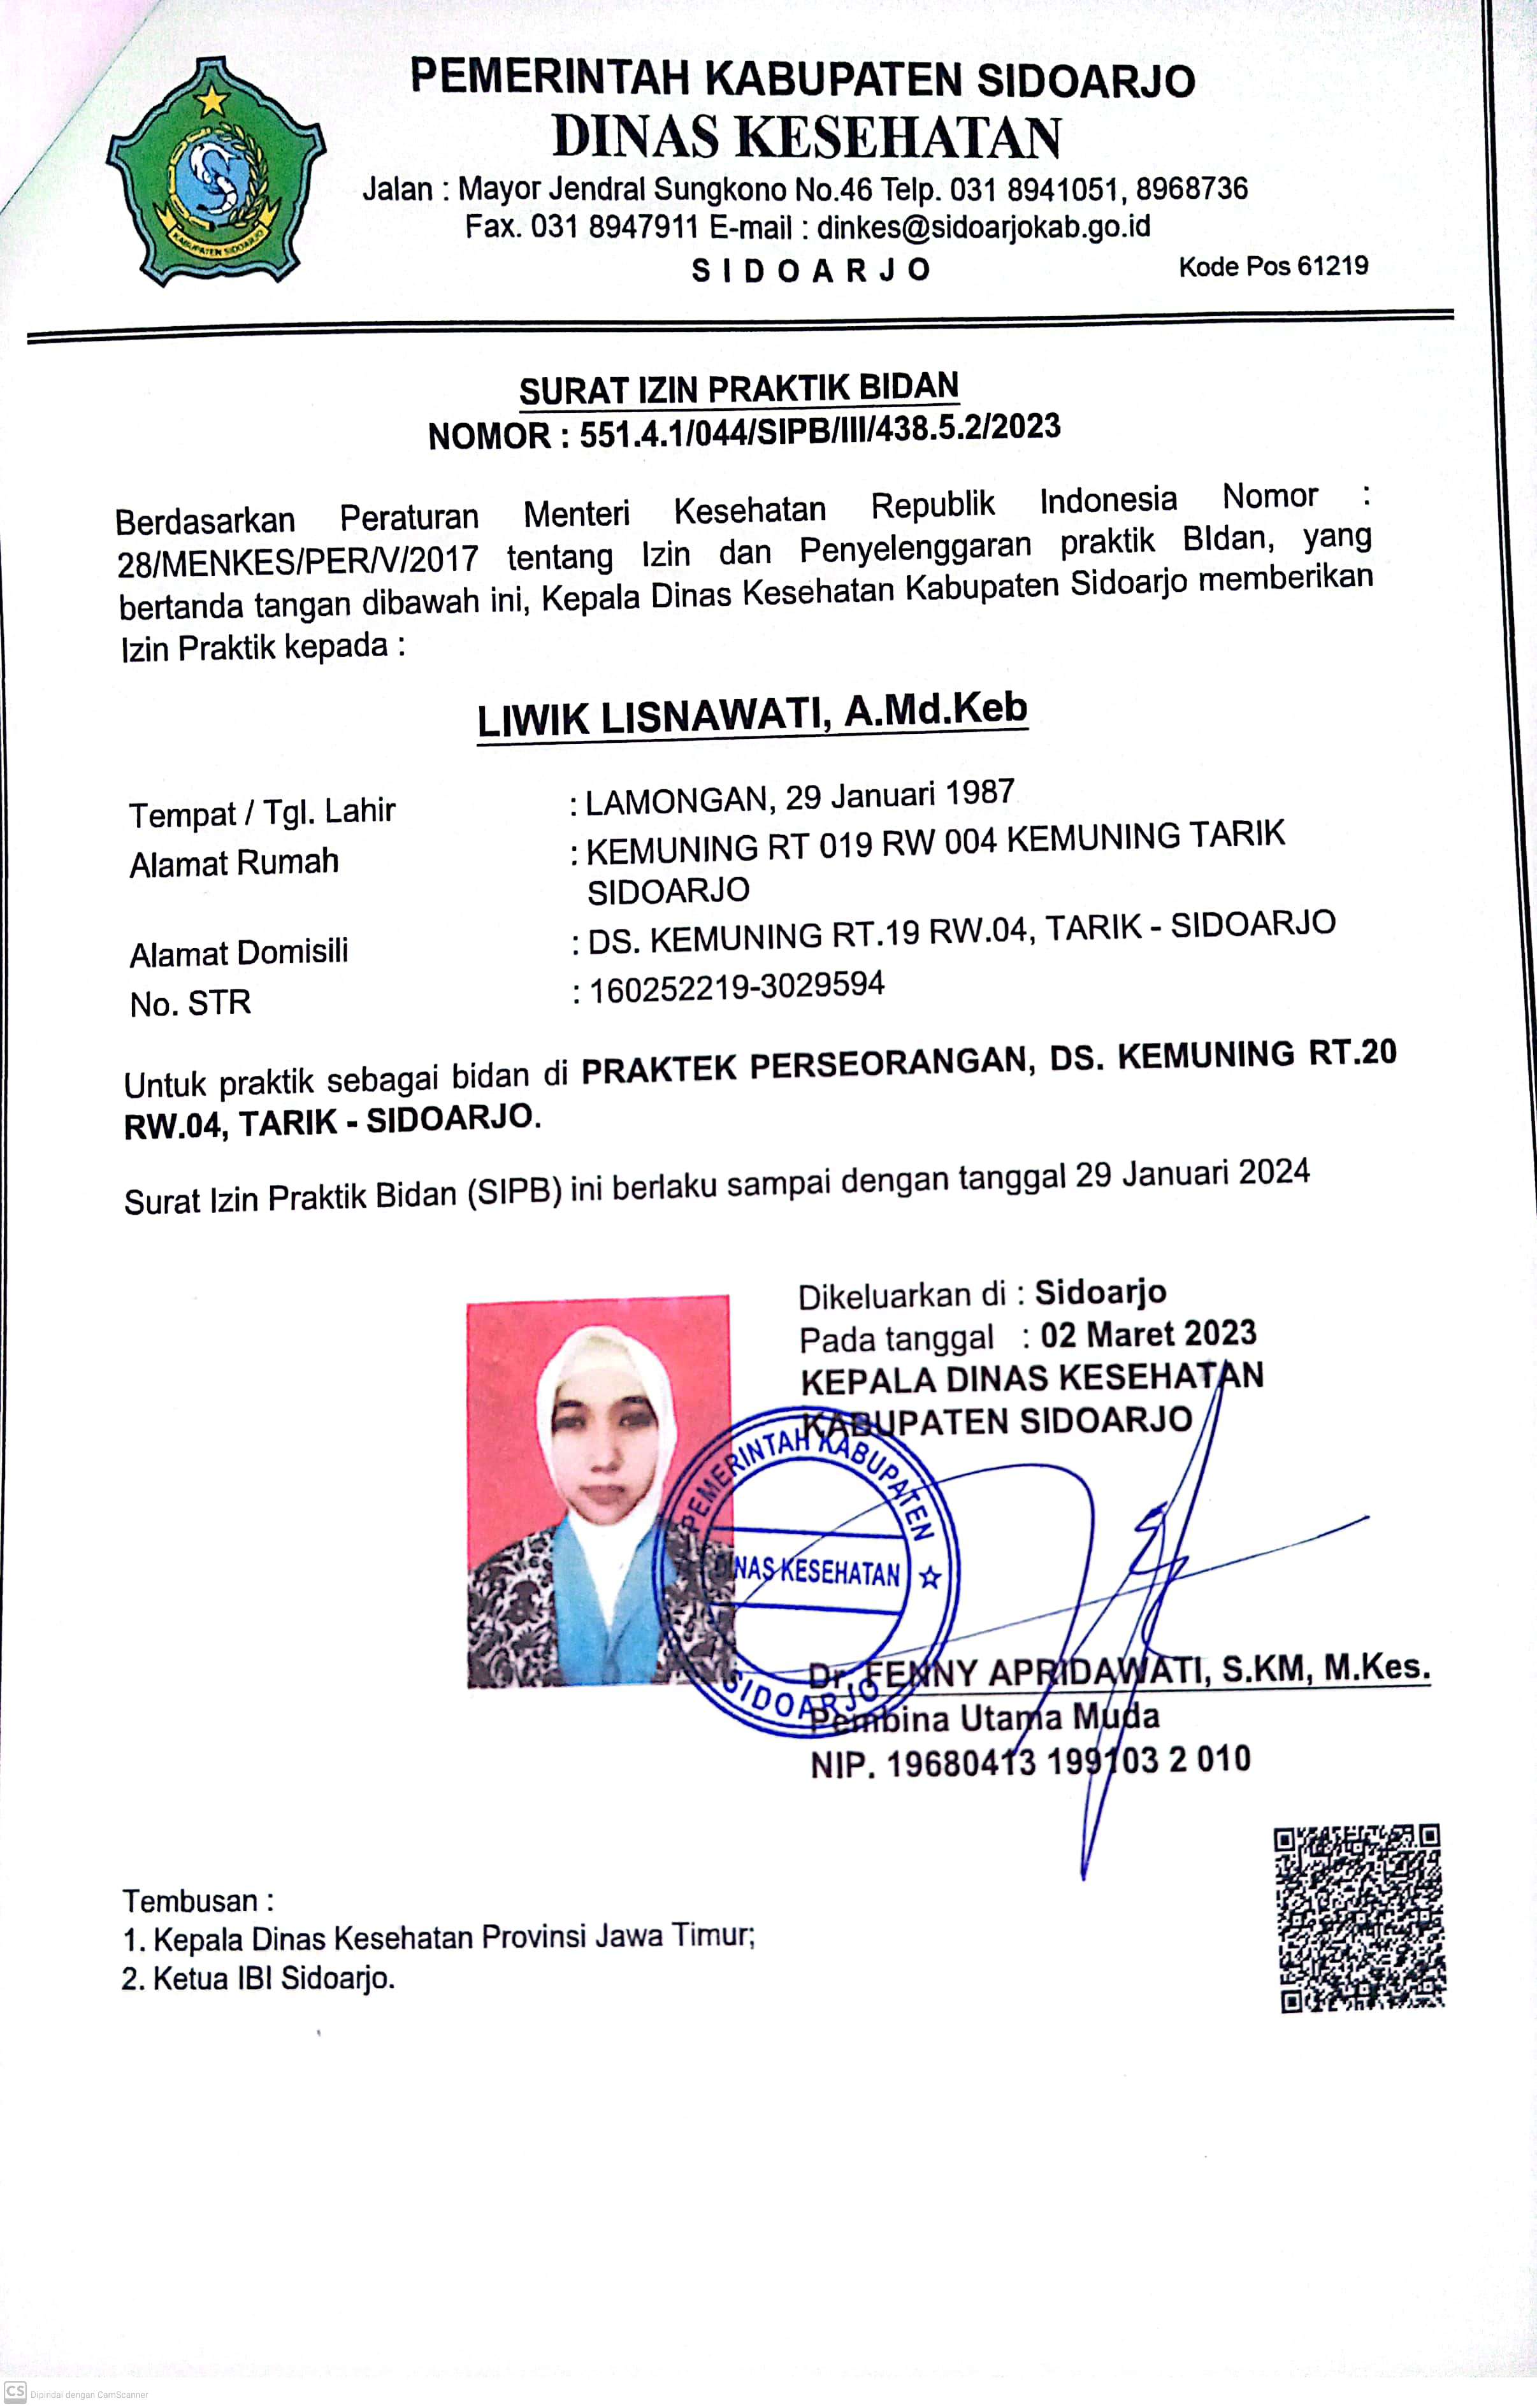 PEMERINTAH KABUPATEN SIDOARJO
DINAS KESEHATAN
Jalan : Mayor Jendral Sungkono No.46 Telp. 031 8941051, 8968736
Fax. 031 8947911 E-mail : dinkes@sidoarjokab.go.id
S I D O A R J O
Kode Pos 61219
KABUPATEN SIDOARJO
SURAT IZIN PRAKTIK BIDAN
NOMOR : 551.4.1/044/SIPB/III/438.5.2/2023
Berdasarkan Peraturan Menteri Kesehatan Republik Indonesia Nomor :
28/MENKES/PER/V/2017 tentang Izin dan Penyelenggaran praktik BIdan, yang
bertanda tangan dibawah ini, Kepala Dinas Kesehatan Kabupaten Sidoarjo memberikan
Izin Praktik kepada :
LIWIK LISNAWATI, A.Md.Keb
Tempat / Tgl. Lahir : LAMONGAN, 29 Januari 1987
Alamat Rumah : KEMUNING RT 019 RW 004 KEMUNING TARIK
SIDOARJO
Alamat Domisili : DS. KEMUNING RT.19 RW.04, TARIK - SIDOARJO
No. STR : 160252219-3029594
Untuk praktik sebagai bidan di PRAKTEK PERSEORANGAN, DS. KEMUNING RT.20
RW.04, TARIK - SIDOARJO.
Surat Izin Praktik Bidan (SIPB) ini berlaku sampai dengan tanggal 29 Januari 2024
Dikeluarkan di : Sidoarjo
Pada tanggal : 02 Maret 2023
KEPALA DINAS KESEHATAN
KABUPATEN SIDOARJO
PEMERINTAH KABUPATEN
DINAS KESEHATAN
SIDOARJO
Dr. FENNY APRIDAWATI, S.KM, M.Kes.
Pembina Utama Muda
NIP. 19680413 199103 2 010
Tembusan :
1. Kepala Dinas Kesehatan Provinsi Jawa Timur;
2. Ketua IBI Sidoarjo.
CS Dipindai dengan CamScanner